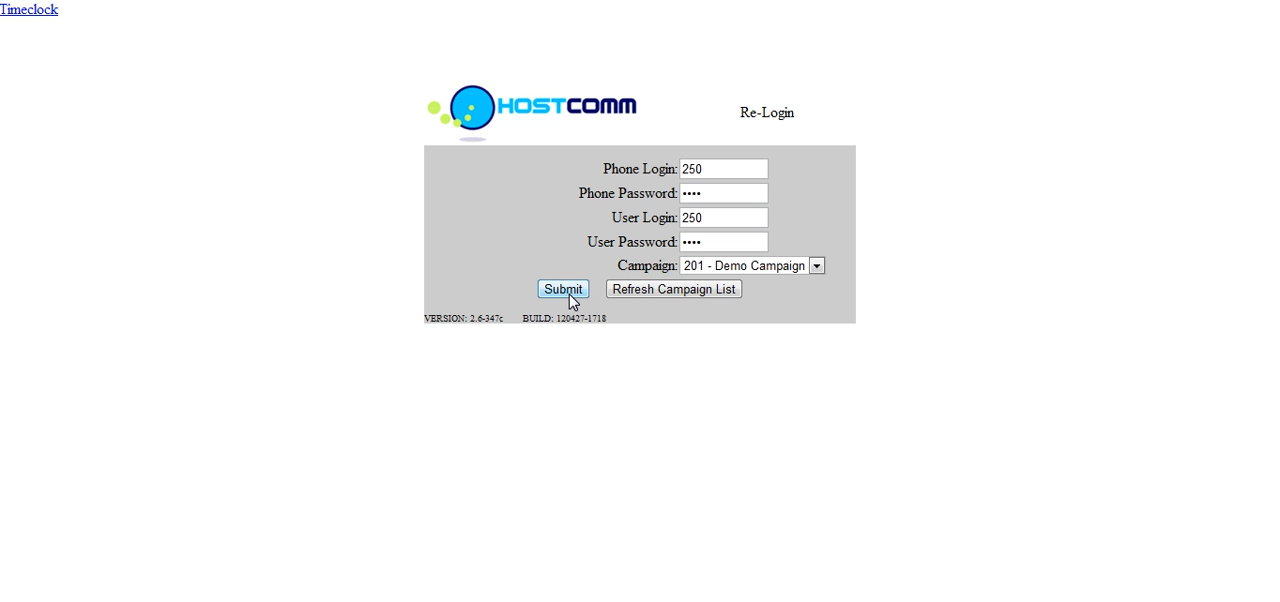 Timeclock
HOSTCOMM
Re-Login
Phone Login: 250
Phone Password: ••••
User Login: 250
User Password: ••••
Campaign: 201 - Demo Campaign
Submit Refresh Campaign List
VERSION: 2.6-347c BUILD: 120427-1718